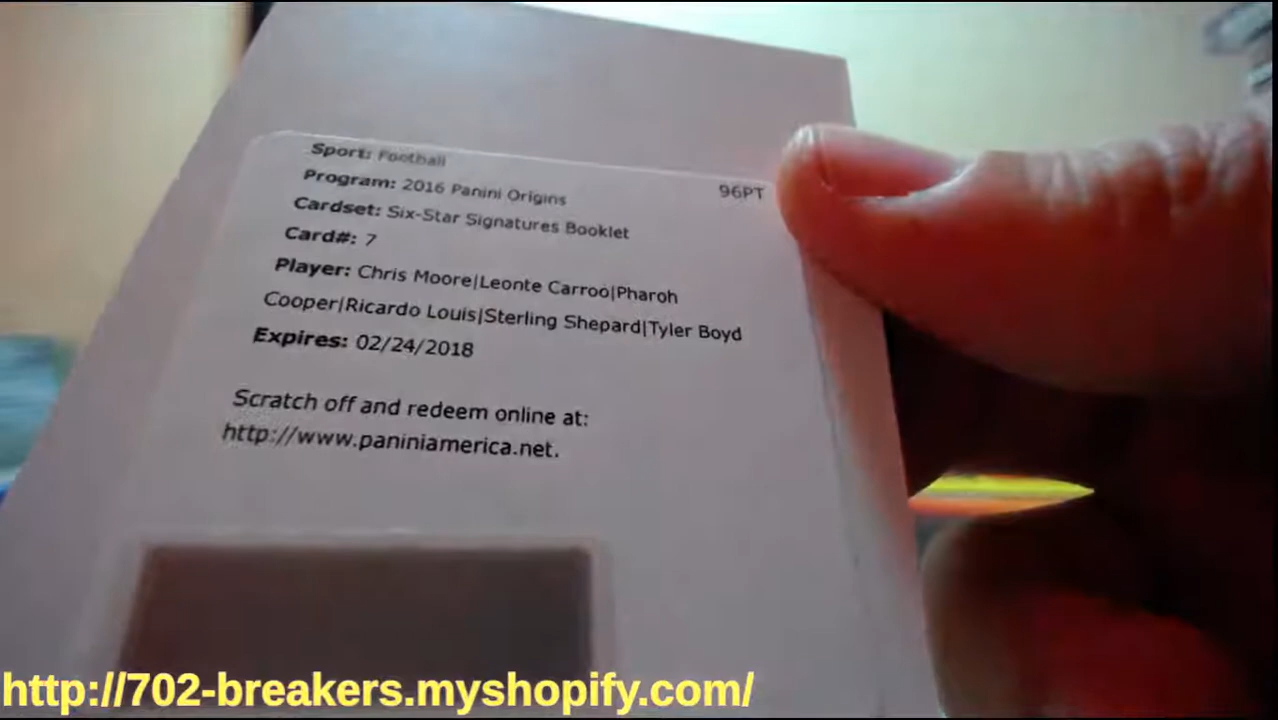 Sport: Football
Program: 2016 Panini Origins
96PT
Cardset: Six-Star Signatures Booklet
Card#: 7
Player: Chris Moore|Leonte Carroo|Pharoh
Cooper|Ricardo Louis|Sterling Shepard|Tyler Boyd
Expires: 02/24/2018
Scratch off and redeem online at:
http://www.paniniamerica.net.
http://702-breakers.myshopify.com/